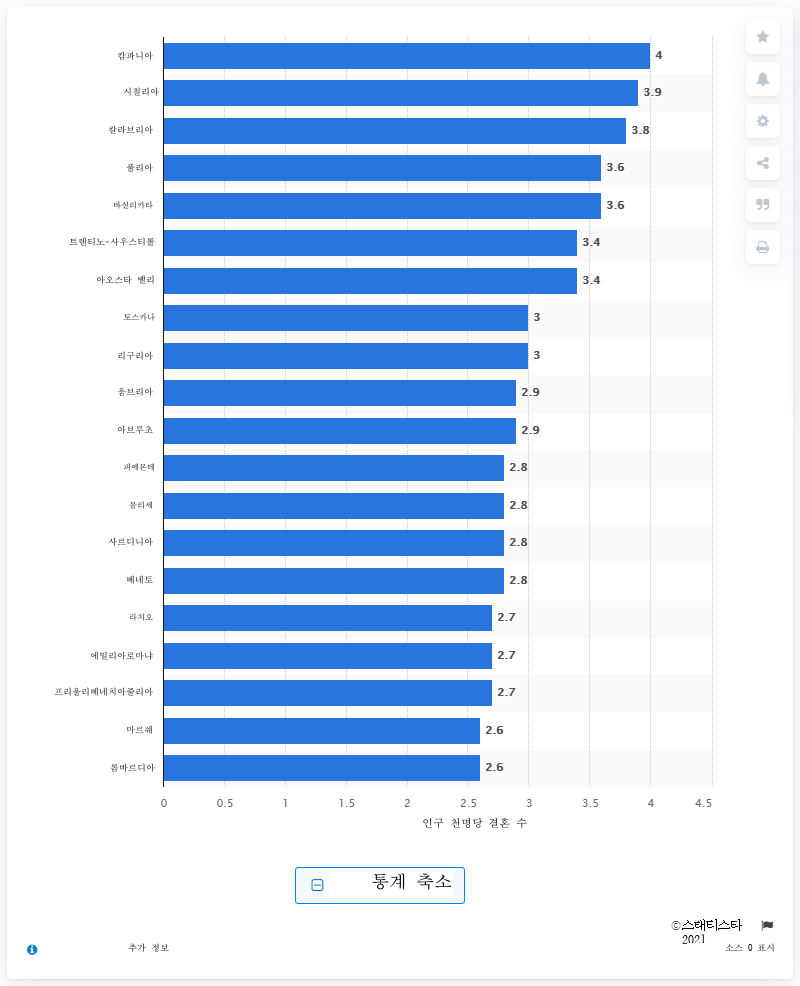 캄파니아 4
시칠리아 3.9
칼라브리아 3.8
풀리아 3.6
바실리카타 3.6
트렌티노-사우스티롤 3.4
아오스타 밸리 3.4
토스카나 3
리구리아 3
움브리아 2.9
아브루초 2.9
피에몬테 2.8
몰리세 2.8
사르디니아 2.8
베네토 2.8
라치오 2.7
에밀리아로마냐 2.7
프리울리베네치아줄리아 2.7
마르쉐 2.6
롬바르디아 2.6
0 0.5 1 1.5 2 2.5 3 3.5 4 4.5
인구 천명당 결혼 수
통계 축소
©스태티스타
2021
추가 정보
소스 0 표시